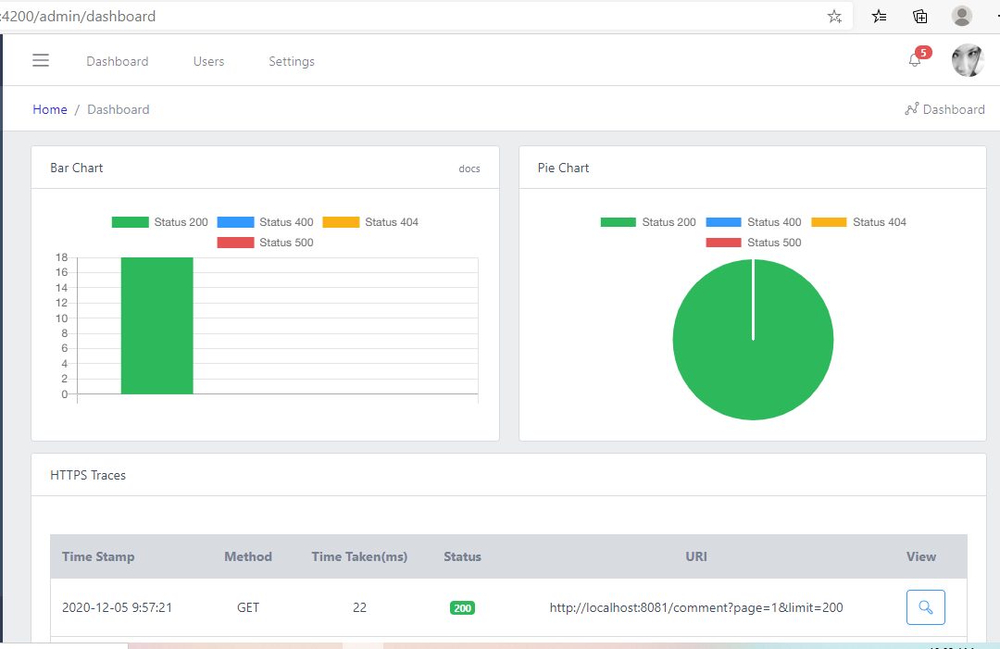 :4200/admin/dashboard
Dashboard Users Settings 5
Home / Dashboard Dashboard
Bar Chart docs
Status 200 Status 400 Status 404
Status 500
18
16
14
12
10
8
6
4
2
0
Pie Chart
Status 200 Status 400 Status 404
Status 500
HTTPS Traces
Time Stamp Method Time Taken(ms) Status URI View
2020-12-05 9:57:21 GET 22 200 http://localhost:8081/comment?page=1&limit=200